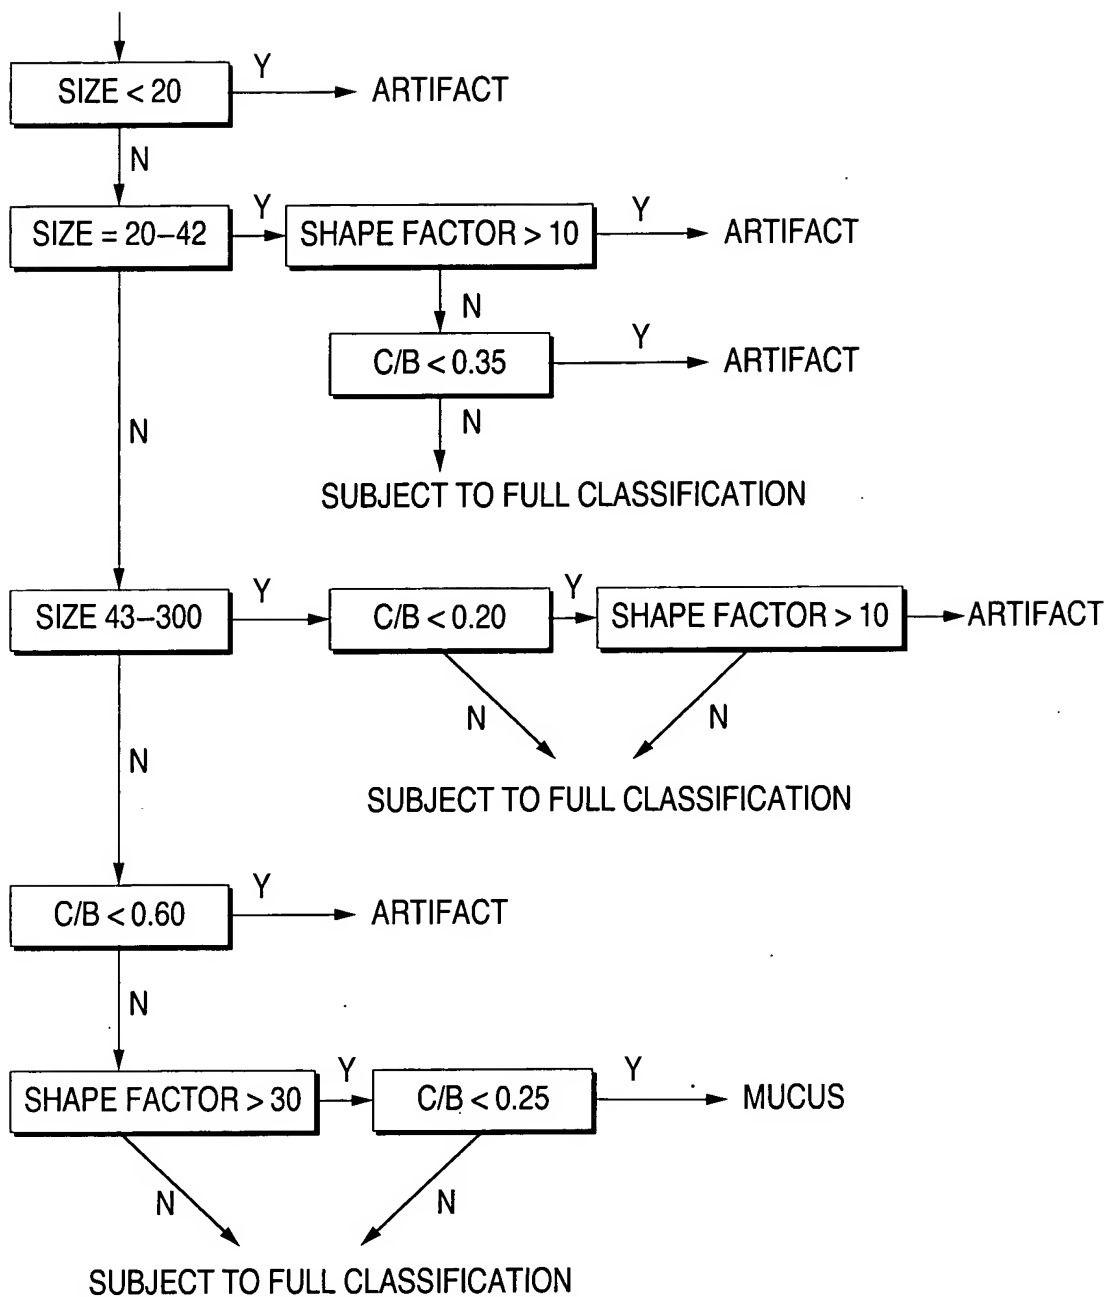 SIZE < 20
Y
ARTIFACT
N
SIZE = 20–42
Y
SHAPE FACTOR > 10
Y
ARTIFACT
N
C/B < 0.35
Y
ARTIFACT
N
SUBJECT TO FULL CLASSIFICATION
N
SIZE 43–300
Y
C/B < 0.20
Y
SHAPE FACTOR > 10
ARTIFACT
N
N
SUBJECT TO FULL CLASSIFICATION
N
C/B < 0.60
Y
ARTIFACT
N
SHAPE FACTOR > 30
Y
C/B < 0.25
Y
MUCUS
N
N
SUBJECT TO FULL CLASSIFICATION